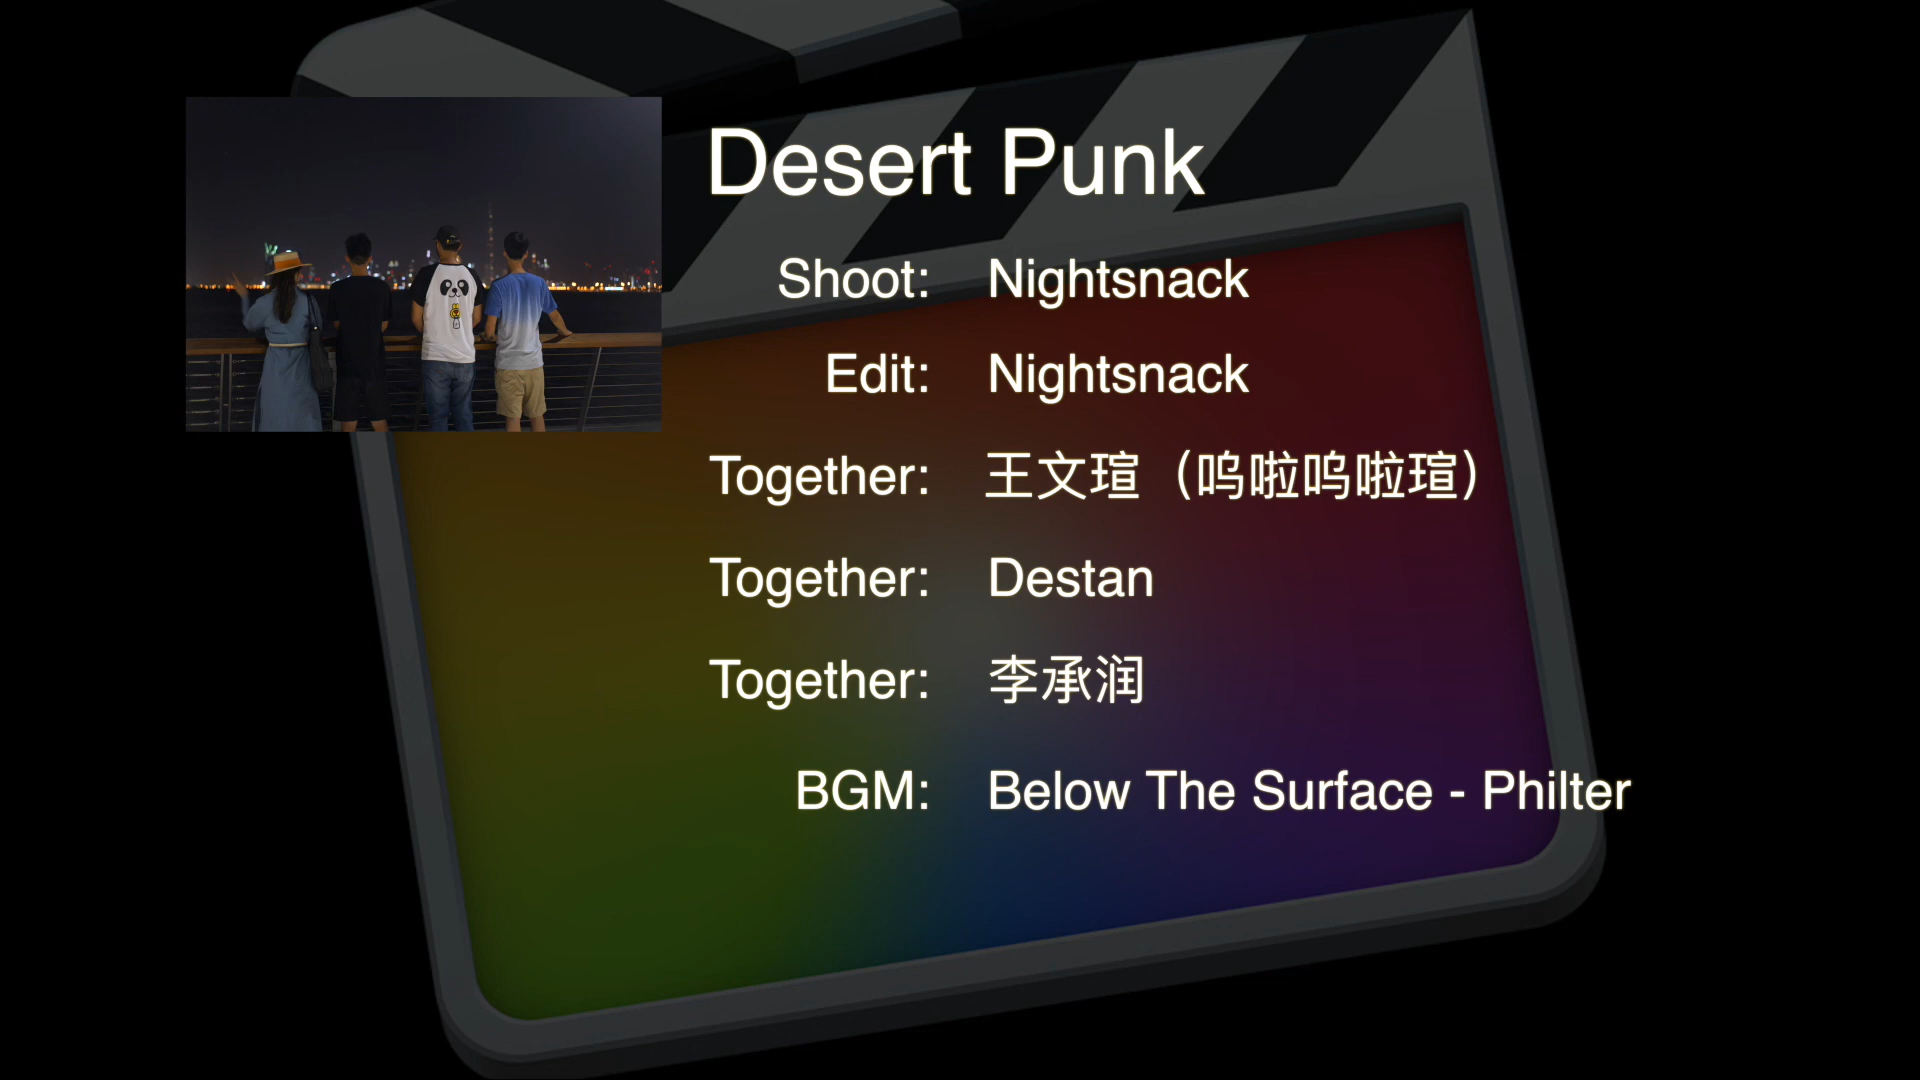 Desert Punk
Shoot: Nightsnack
Edit: Nightsnack
Together: 王文瑄（呜啦呜啦瑄）
Together: Destan
Together: 李承润
BGM: Below The Surface - Philter